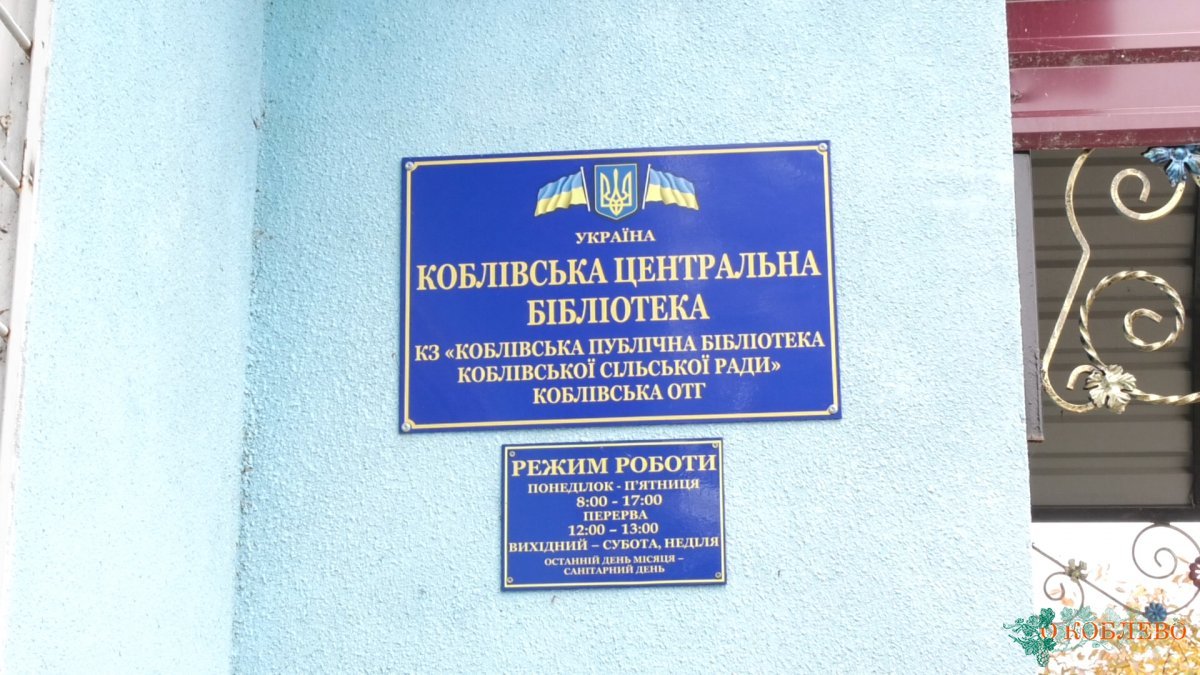 УКРАЇНА
КОБЛІВСЬКА ЦЕНТРАЛЬНА
БІБЛІОТЕКА
КЗ «КОБЛІВСЬКА ПУБЛІЧНА БІБЛІОТЕКА
КОБЛІВСЬКОЇ СІЛЬСЬКОЇ РАДИ»
КОБЛІВСЬКА ОТГ
РЕЖИМ РОБОТИ
ПОНЕДІЛОК - П'ЯТНИЦЯ
8:00 - 17:00
ПЕРЕРВА
12:00 – 13:00
ВИХІДНИЙ – СУБОТА, НЕДІЛЯ
ОСТАННІЙ ДЕНЬ МІСЯЦЯ –
САНІТАРНИЙ ДЕНЬ
О КОБЛЕВО